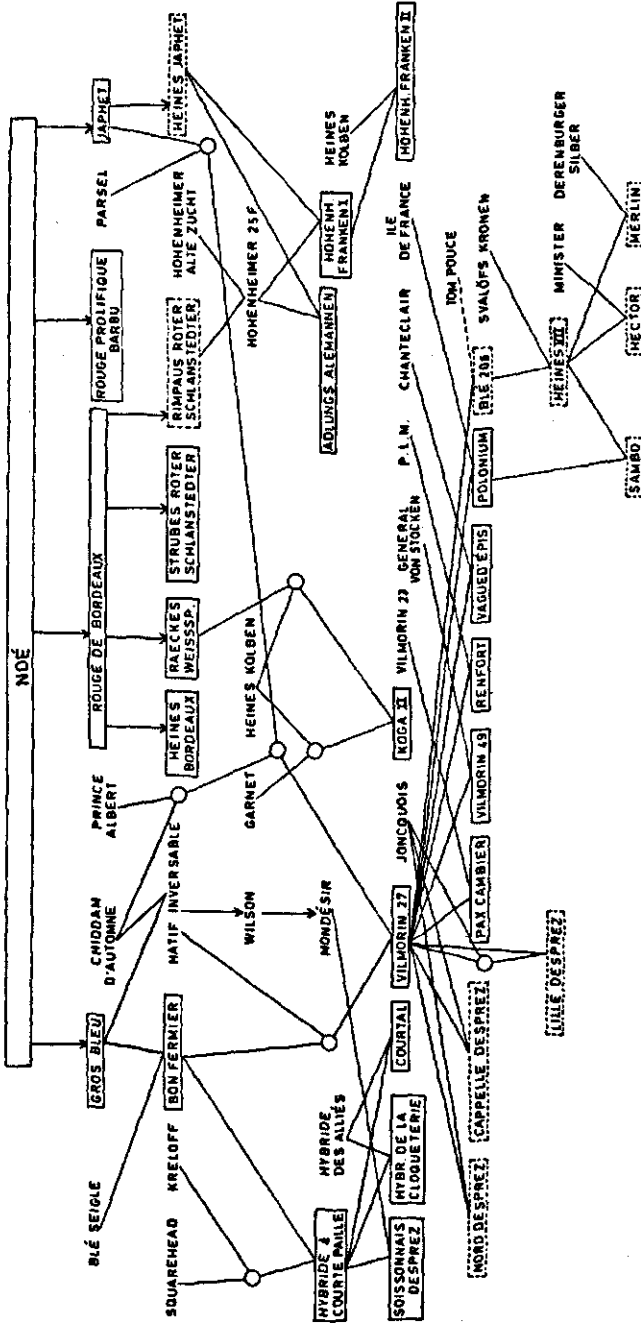 NOÉ
GROS BLEU
ROUGE DE BORDEAUX
ROUGE PROLIFIQUE
BARBU
JAPHET
BLÉ SEIGLE
CHIDDAM
D'AUTOMNE
PRINCE
ALBERT
PARSEL
BON FERMIER
HATIF INVERSABLE
HEINES
BORDEAUX
RAECKES
WEISSSP.
STRUBES ROTER
SCHLANSTEDTER
RIMPAUS ROTER
SCHLANSTEDTER
HOHENHEIMER
ALTE ZUCHT
HEINES JAPHET
SQUAREHEAD
KRELOFF
WILSON
GARNET
HEINES KOLBEN
HOHENHEIMER 25F
HYBRIDE À
COURTE PAILLE
HYBRIDE
DES ALLIÉS
MONDÉSIR
ADLUNGS ALEMANNEN
HOHENH.
FRANKEN I
HEINES
KOLBEN
SOISSONNAIS
DESPREZ
HYBR. DE LA
CLOQUETERIE
COURTAL
VILMORIN 27
JONCQUOIS
KOGA II
VILMORIN 23
GENERAL
VON STOCKEN
P.L.M.
CHANTECLAIR
ILE
DE FRANCE
HOHENH. FRANKEN II
TOM POUCE
NORD DESPREZ
CAPPELLE DESPREZ
PAX CAMBIER
VILMORIN 49
RENFORT
VAGUE D'ÉPIS
POLONIUM
BLÉ 206
SVALÖFS KRONEN
LILLE DESPREZ
HEINES VII
MINISTER
DERENBURGER
SILBER
SAMBO
HECTOR
MERLIN